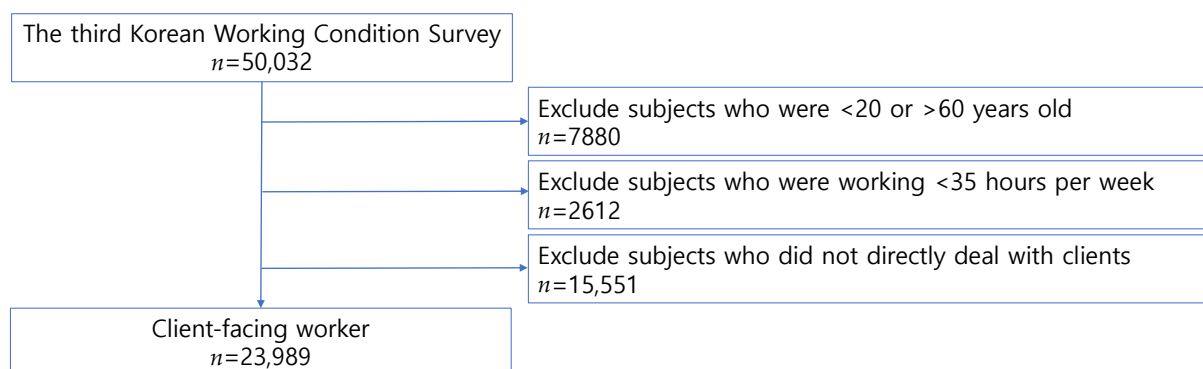 The third Korean Working Condition Survey
n=50,032
Exclude subjects who were <20 or >60 years old
n=7880
Exclude subjects who were working <35 hours per week
n=2612
Exclude subjects who did not directly deal with clients
n=15,551
Client-facing worker
n=23,989